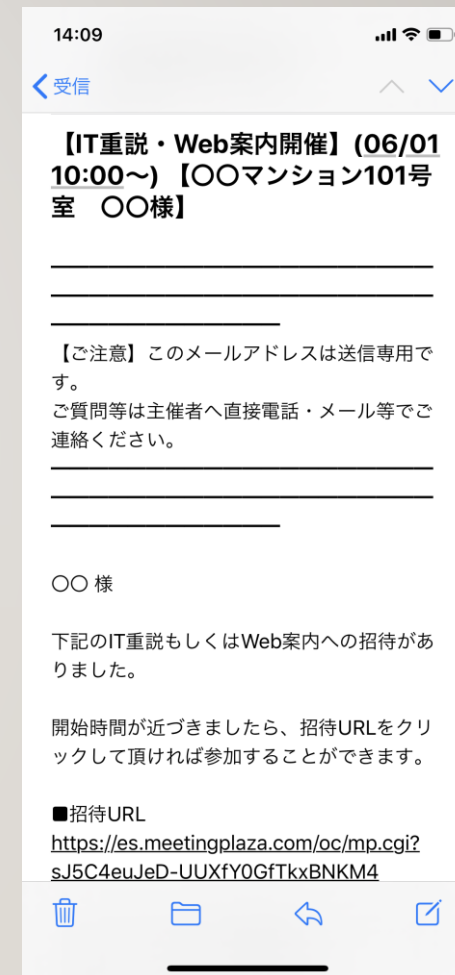 14:09
受信
【IT重説・Web案内開催】(06/01
10:00～) 【〇〇マンション101号
室　〇〇様】
━━━━━━━━━━━━━━━━━━━━
━━━━━━━━━━━━━━━━━━━━
━━━━━━━━━━━━
【ご注意】このメールアドレスは送信専用で
す。
ご質問等は主催者へ直接電話・メール等でご
連絡ください。
━━━━━━━━━━━━━━━━━━━━
━━━━━━━━━━━━━━━━━━━━
━━━━━━━━━━━━
〇〇 様
下記のIT重説もしくはWeb案内への招待があ
りました。
開始時間が近づきましたら、招待URLをクリ
ックして頂ければ参加することができます。
■招待URL
https://es.meetingplaza.com/oc/mp.cgi?
sJ5C4euJeD-UUXfY0GfTkxBNKM4